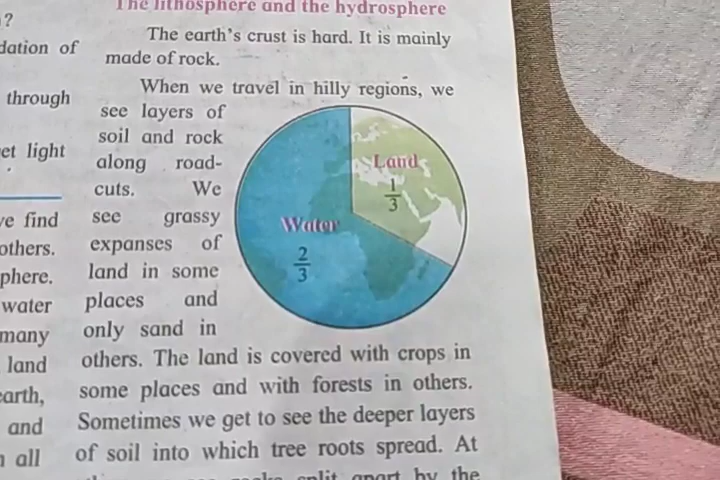 ?
dation of
through
et light
ve find
others.
phere.
water
many
land
earth,
and
all
The lithosphere and the hydrosphere
The earth's crust is hard. It is mainly
made of rock.
When we travel in hilly regions, we
see layers of
soil and rock
along road-
cuts. We
see grassy
expanses of
land in some
places and
only sand in
others. The land is covered with crops in
some places and with forests in others.
Sometimes we get to see the deeper layers
of soil into which tree roots spread. At
split apart by the
Land
1/3
Water
2/3